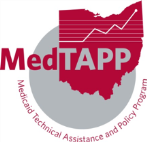 MedTAPP
Medicaid Technical Assistance and Policy Program